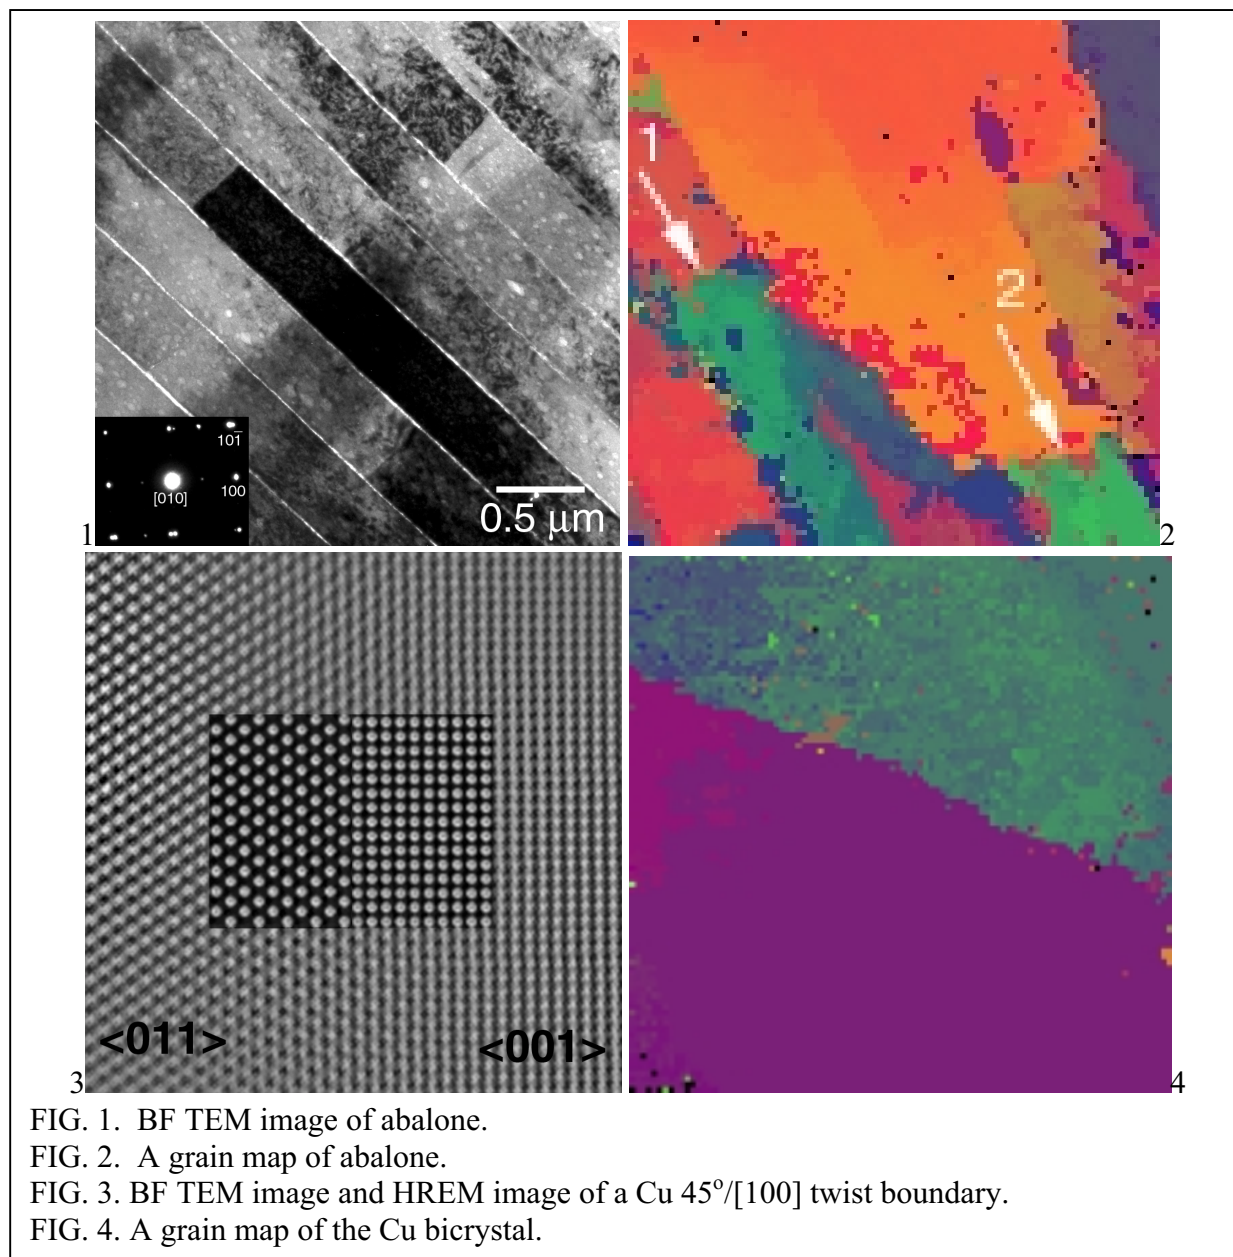 1
2
101̅
[010]
100
0.5 µm
1
2
<011>
<001>
3
4
FIG. 1. BF TEM image of abalone.
FIG. 2. A grain map of abalone.
FIG. 3. BF TEM image and HREM image of a Cu 45°/[100] twist boundary.
FIG. 4. A grain map of the Cu bicrystal.